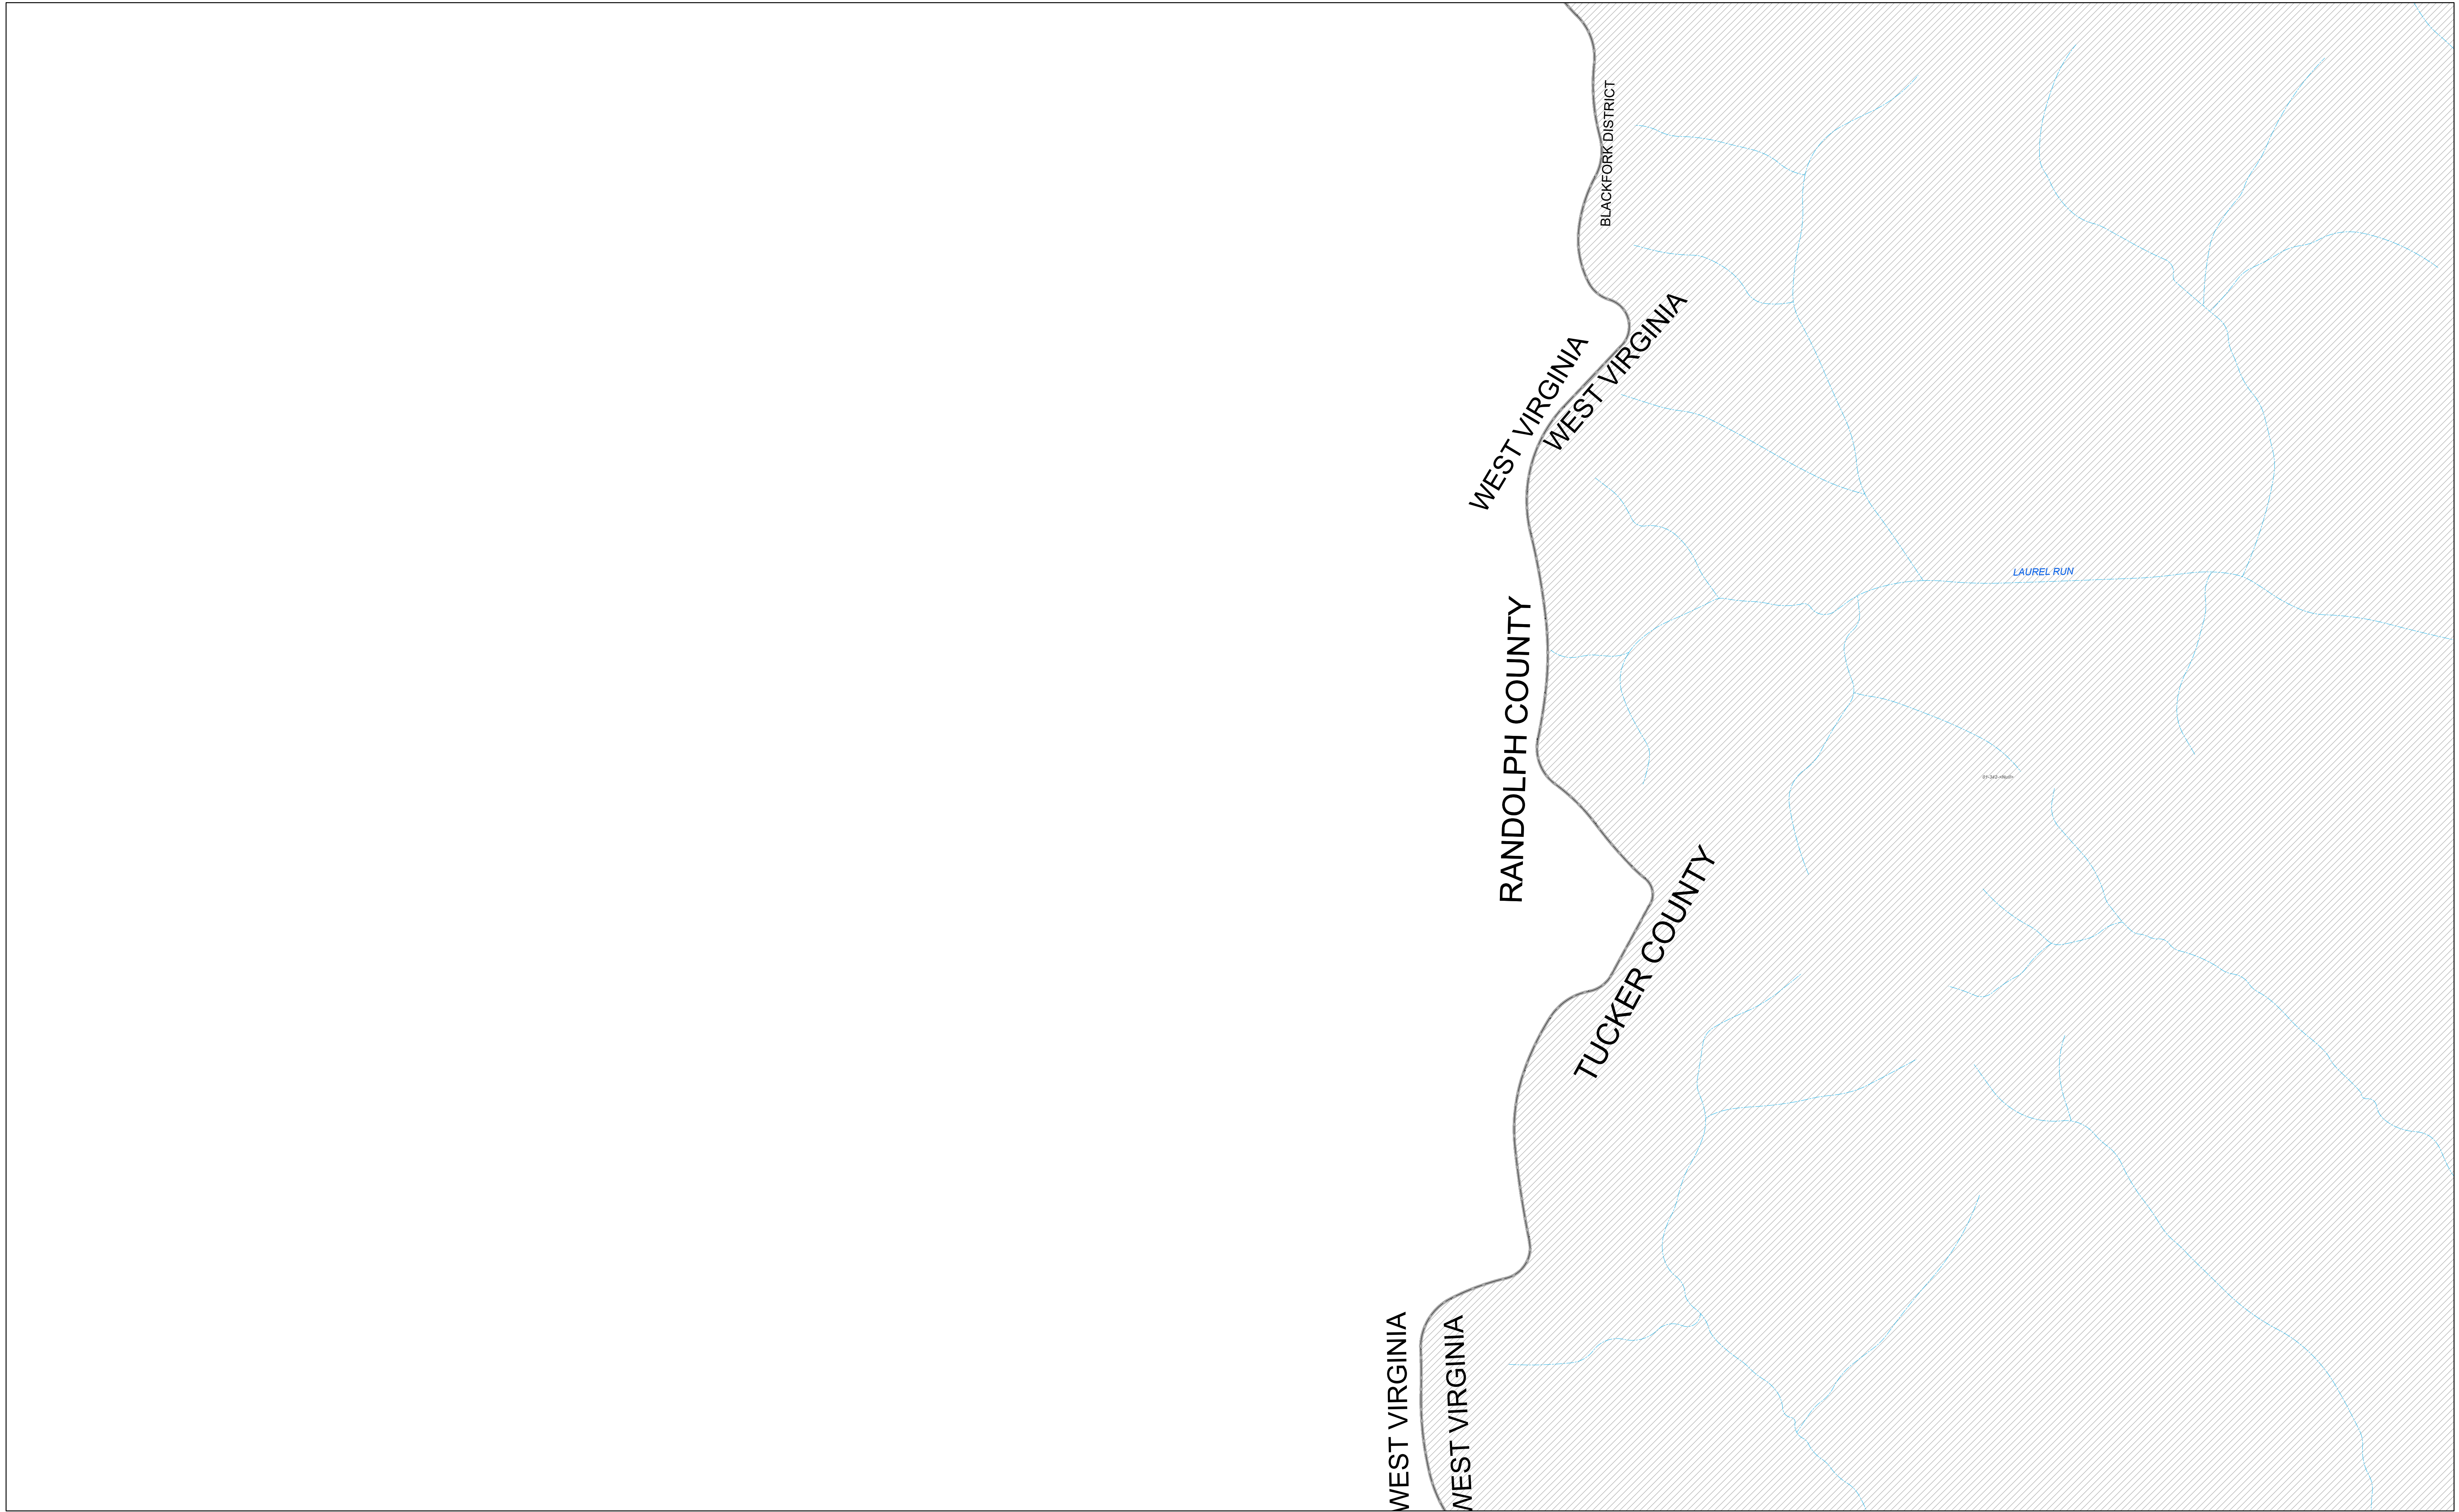 BLACKFORK DISTRICT
WEST VIRGINIA
WEST VIRGINIA
LAUREL RUN
RANDOLPH COUNTY
TUCKER COUNTY
WEST VIRGINIA
WEST VIRGINIA